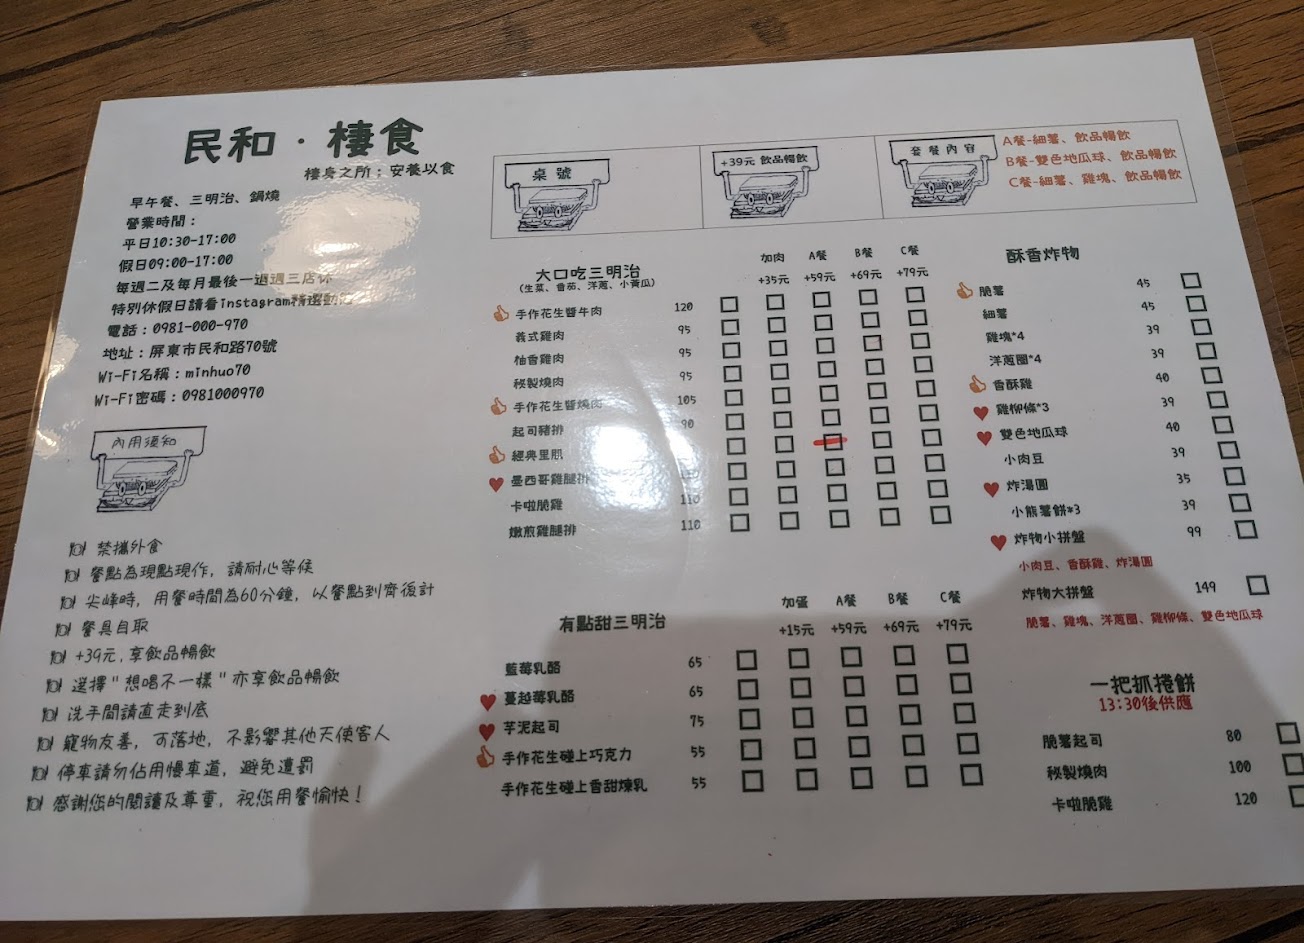 民和·棲食
棲身之所；安養以食
早午餐、三明治、鍋燒
營業時間：
平日10:30-17:00
假日09:00-17:00
每週二及每月最後一週週三店休
特別休假日請看instagram精選動態
電話：0981-000-970
地址：屏東市民和路70號
Wi-Fi名稱：minhuo70
Wi-Fi密碼：0981000970
內用須知
禁攜外食
餐點為現點現作，請耐心等候
尖峰時，用餐時間為60分鐘，以餐點到齊後計
餐具自取
+39元,享飲品暢飲
選擇"想喝不一樣"亦享飲品暢飲
洗手間請直走到底
寵物友善，可落地，不影響其他天使客人
停車請勿佔用慢車道，避免遭罰
感謝您的閱讀及尊重，祝您用餐愉快！
桌號
+39元 飲品暢飲
套餐內容
A餐-細薯、飲品暢飲
B餐-雙色地瓜球、飲品暢飲
C餐-細薯、雞塊、飲品暢飲
大口吃三明治
(生菜、番茄、洋蔥、小黃瓜)
加肉 A餐 B餐 C餐
+35元 +59元 +69元 +79元
手作花生醬牛肉 120
義式雞肉 95
柚香雞肉 95
秘製燒肉 95
手作花生醬燒肉 105
起司豬排 90
經典里肌
墨西哥雞腿排
卡啦脆雞 110
嫩煎雞腿排 110
有點甜三明治
加蛋 A餐 B餐 C餐
+15元 +59元 +69元 +79元
藍莓乳酪 65
蔓越莓乳酪 65
芋泥起司 75
手作花生碰上巧克力 55
手作花生碰上香甜煉乳 55
酥香炸物
脆薯 45
細薯 45
雞塊*4 39
洋蔥圈*4 39
香酥雞 40
雞柳條*3 39
雙色地瓜球 40
小肉豆 39
炸湯圓 35
小熊薯餅*3 39
炸物小拼盤 99
小肉豆、香酥雞、炸湯圓
炸物大拼盤 149
脆薯、雞塊、洋蔥圈、雞柳條、雙色地瓜球
一把抓捲餅
13:30後供應
脆薯起司 80
秘製燒肉 100
卡啦脆雞 120